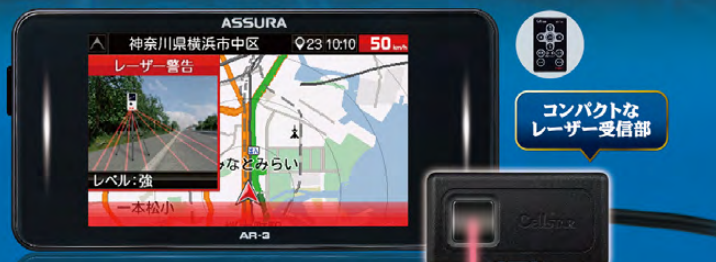 ASSURA
神奈川県横浜市中区 23 10:10 50 km/h
レーザー警告
みなとみらい
レベル:強
一本松小
AR-3
コンパクトな
レーザー受信部
Cellstar